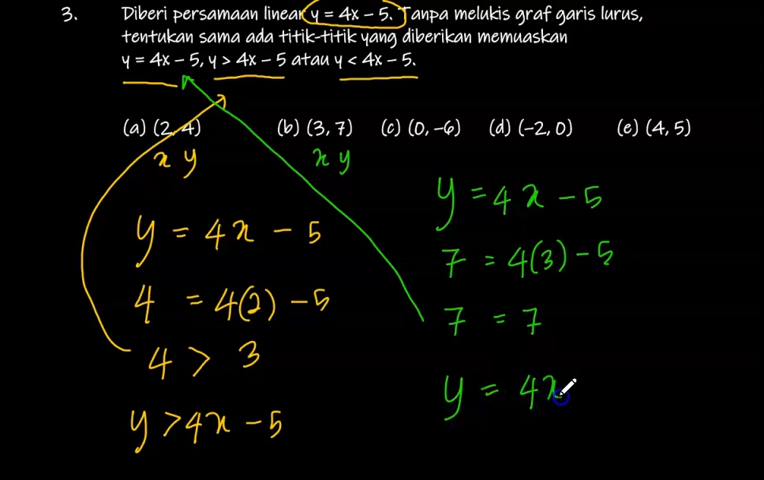 3. Diberi persamaan linear y = 4x − 5. Tanpa melukis graf garis lurus,
tentukan sama ada titik-titik yang diberikan memuaskan
y = 4x − 5, y > 4x − 5 atau y < 4x − 5.
(a) (2, 4) (b) (3, 7) (c) (0, −6) (d) (−2, 0) (e) (4, 5)
x y x y
y = 4x − 5
4 = 4(2) − 5
4 > 3
y > 4x − 5
y = 4x − 5
7 = 4(3) − 5
7 = 7
y = 4x